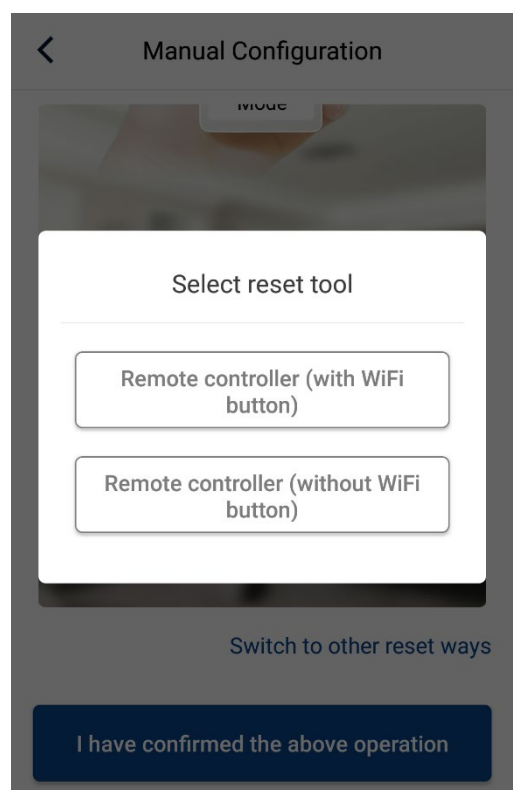 Manual Configuration
Mode
Select reset tool
Remote controller (with WiFi
button)
Remote controller (without WiFi
button)
Switch to other reset ways
I have confirmed the above operation